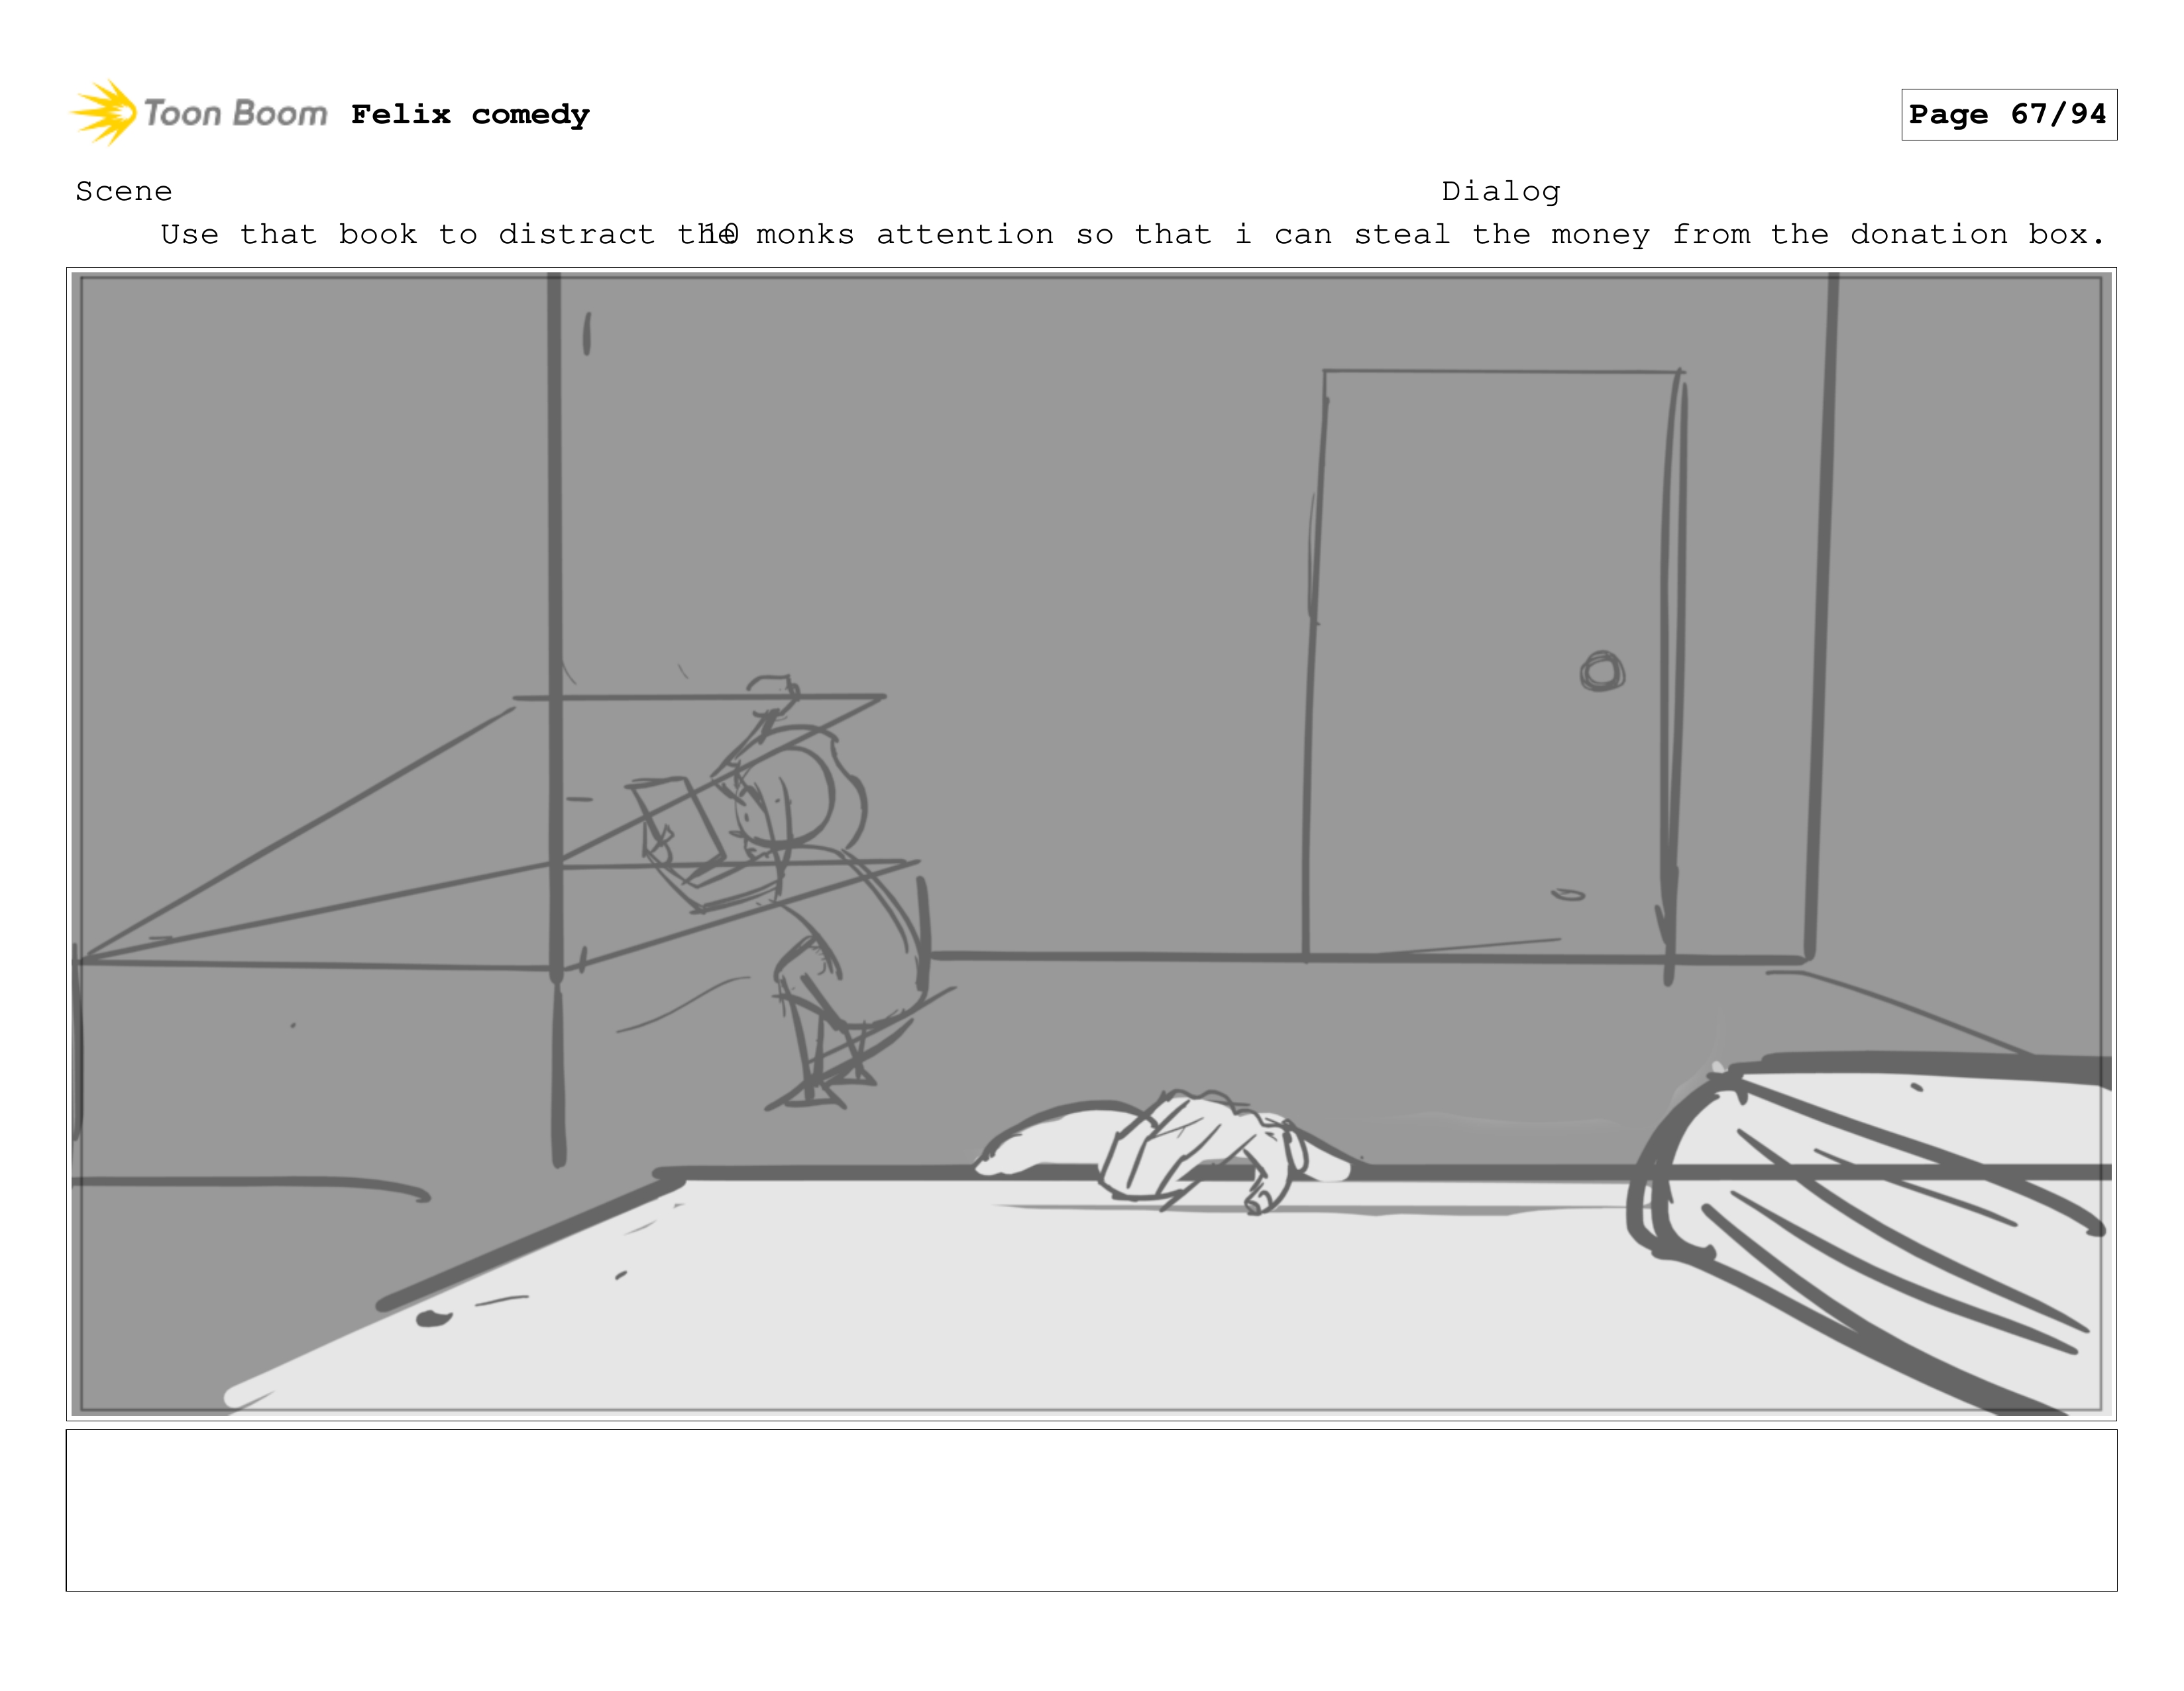 Toon Boom Felix comedy
Page 67/94
Scene Dialog
10
Use that book to distract the monks attention so that i can steal the money from the donation box.